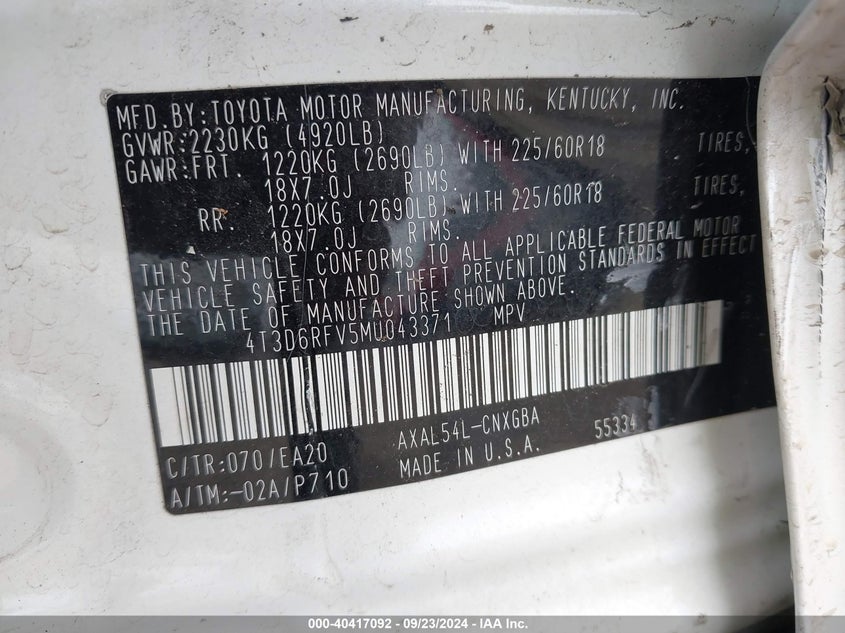 MFD.BY:TOYOTA MOTOR MANUFACTURING, KENTUCKY, INC.
GVWR:2230KG (4920LB)
GAWR:FRT. 1220KG (2690LB) WITH 225/60R18 TIRES,
18X7.0J RIMS.
RR. 1220KG (2690LB) WITH 225/60R18 TIRES,
18X7.0J RIMS.
THIS VEHICLE CONFORMS TO ALL APPLICABLE FEDERAL MOTOR
VEHICLE SAFETY AND THEFT PREVENTION STANDARDS IN EFFECT
THE DATE OF MANUFACTURE SHOWN ABOVE.
4T3D6RFV5MU043371 MPV
C/TR:070/EA20 AXAL54L-CNXGBA 55334
A/TM:-02A/P710 MADE IN U.S.A.
000-40417092 - 09/23/2024 - IAA Inc.